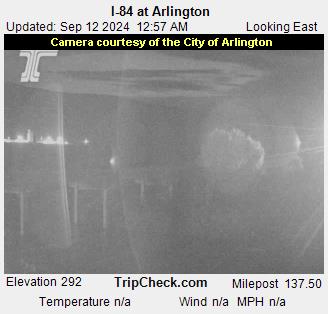 I-84 at Arlington
Updated: Sep 12 2024 12:57 AM Looking East
Camera courtesy of the City of Arlington
Elevation 292 TripCheck.com Milepost 137.50
Temperature n/a Wind n/a MPH n/a